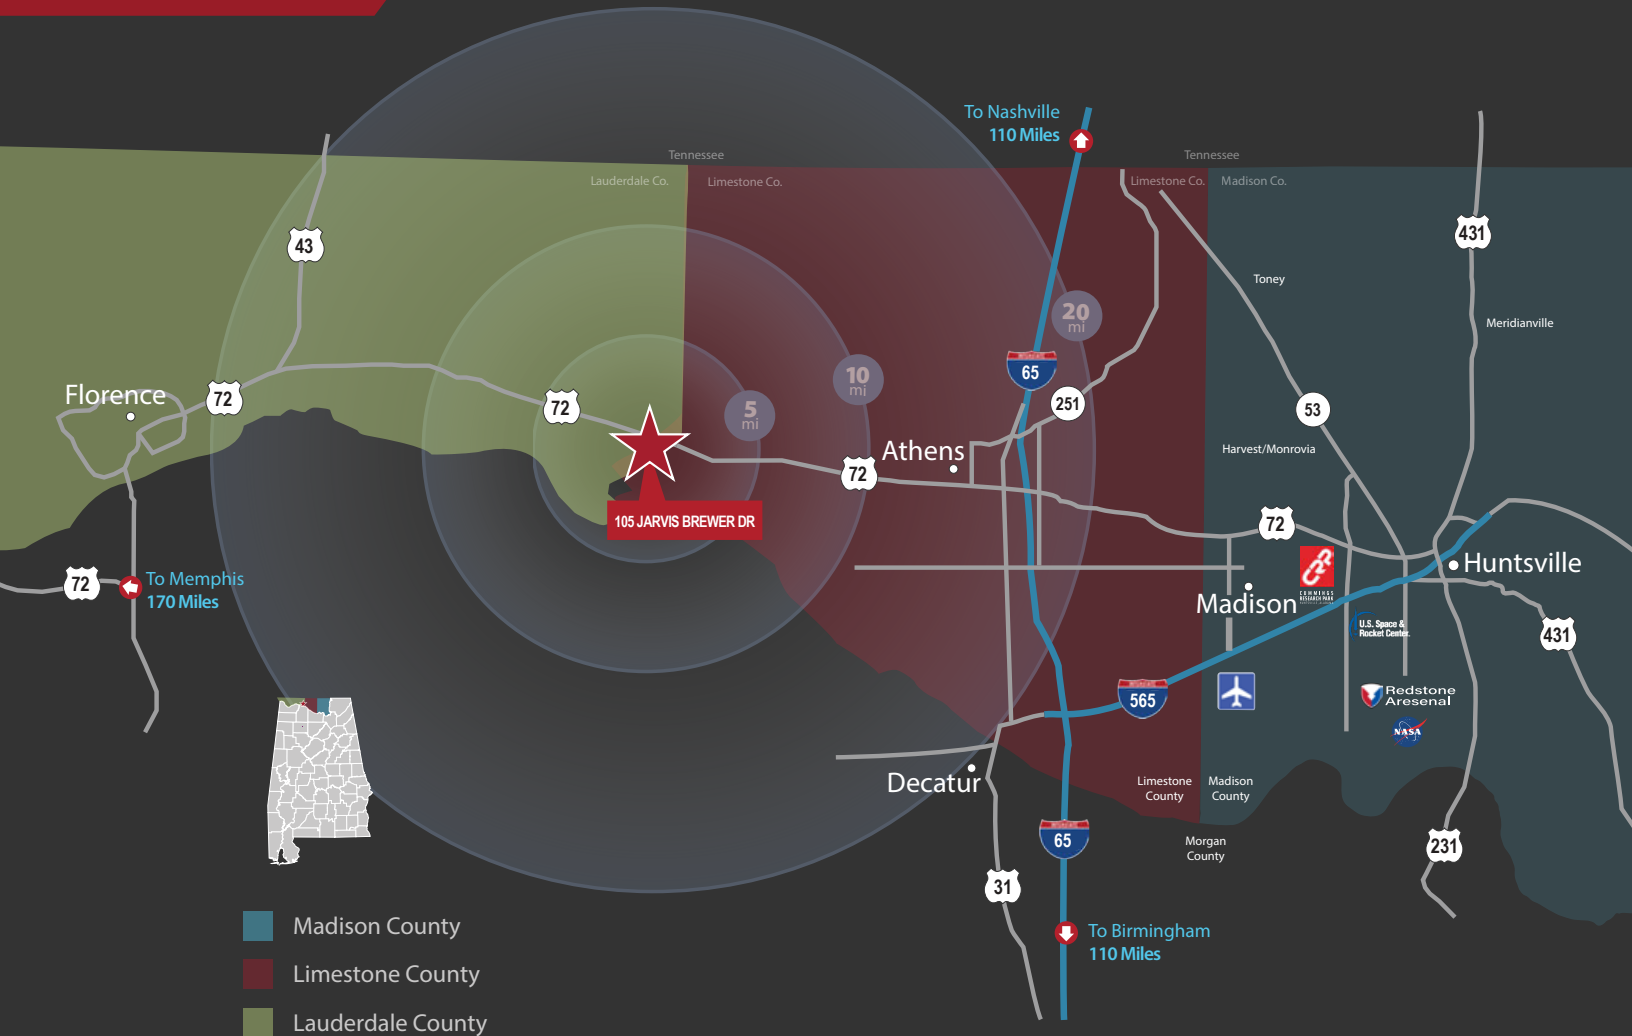 To Nashville
110 Miles
Tennessee
Tennessee
Lauderdale Co.
Limestone Co.
Limestone Co.
Madison Co.
43
431
Toney
20
mi
Meridianville
65
10
mi
Florence
72
72
5
mi
251
53
Athens
Harvest/Monrovia
72
105 JARVIS BREWER DR
72
To Memphis
170 Miles
72
Huntsville
Madison
CUMMINGS
RESEARCH PARK
U.S. Space &
Rocket Center.
431
565
Redstone
Aresenal
NASA
Decatur
Limestone
County
Madison
County
65
Morgan
County
231
31
To Birmingham
110 Miles
Madison County
Limestone County
Lauderdale County